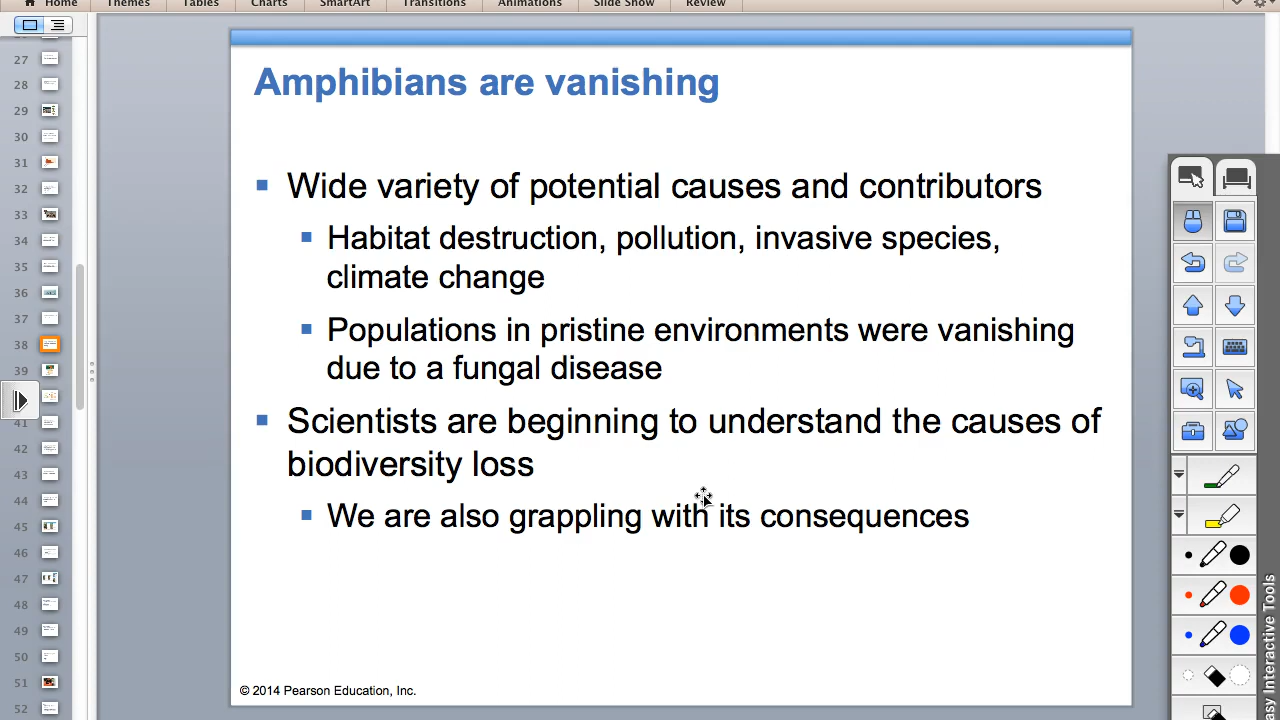 Home Themes Tables Charts SmartArt Transitions Animations Slide Show Review
27
28
29
30
31
32
33
34
35
36
37
38
39
41
42
43
44
45
46
47
48
49
50
51
52
Amphibians are vanishing
Wide variety of potential causes and contributors
Habitat destruction, pollution, invasive species,
climate change
Populations in pristine environments were vanishing
due to a fungal disease
Scientists are beginning to understand the causes of
biodiversity loss
We are also grappling with its consequences
© 2014 Pearson Education, Inc.
Interactive Tools